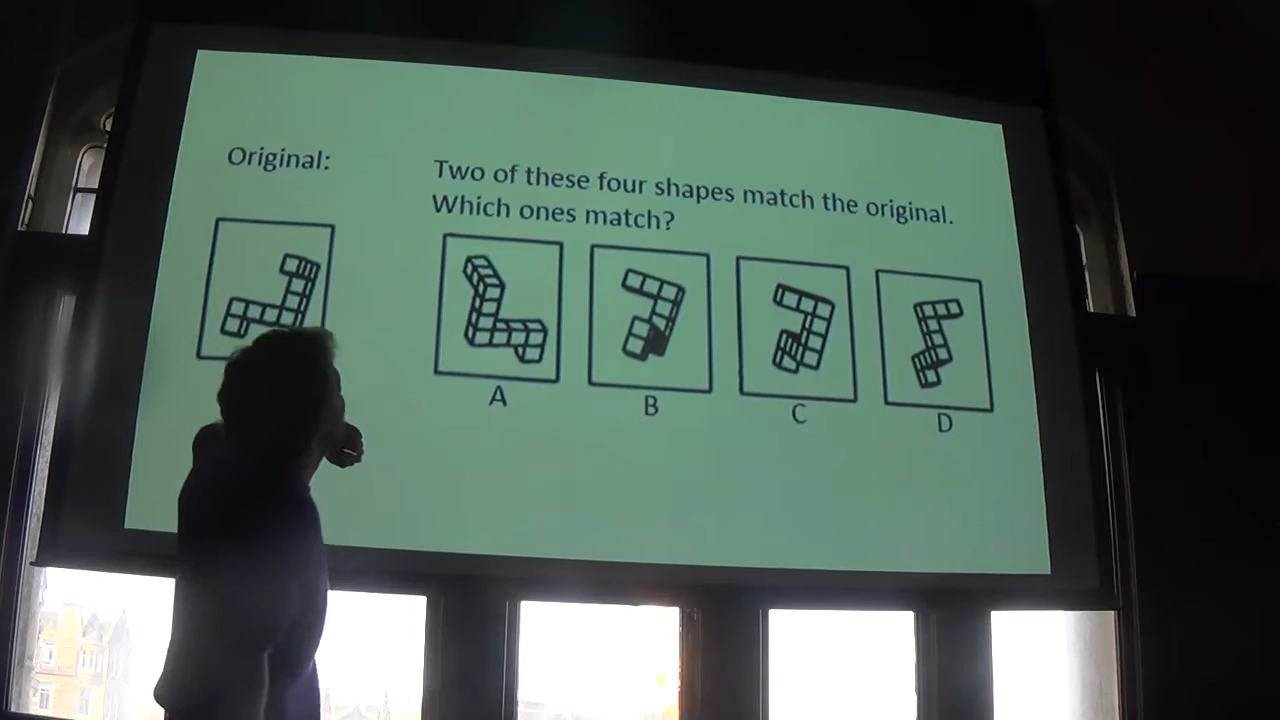 Original:
Two of these four shapes match the original.
Which ones match?
A
B
C
D